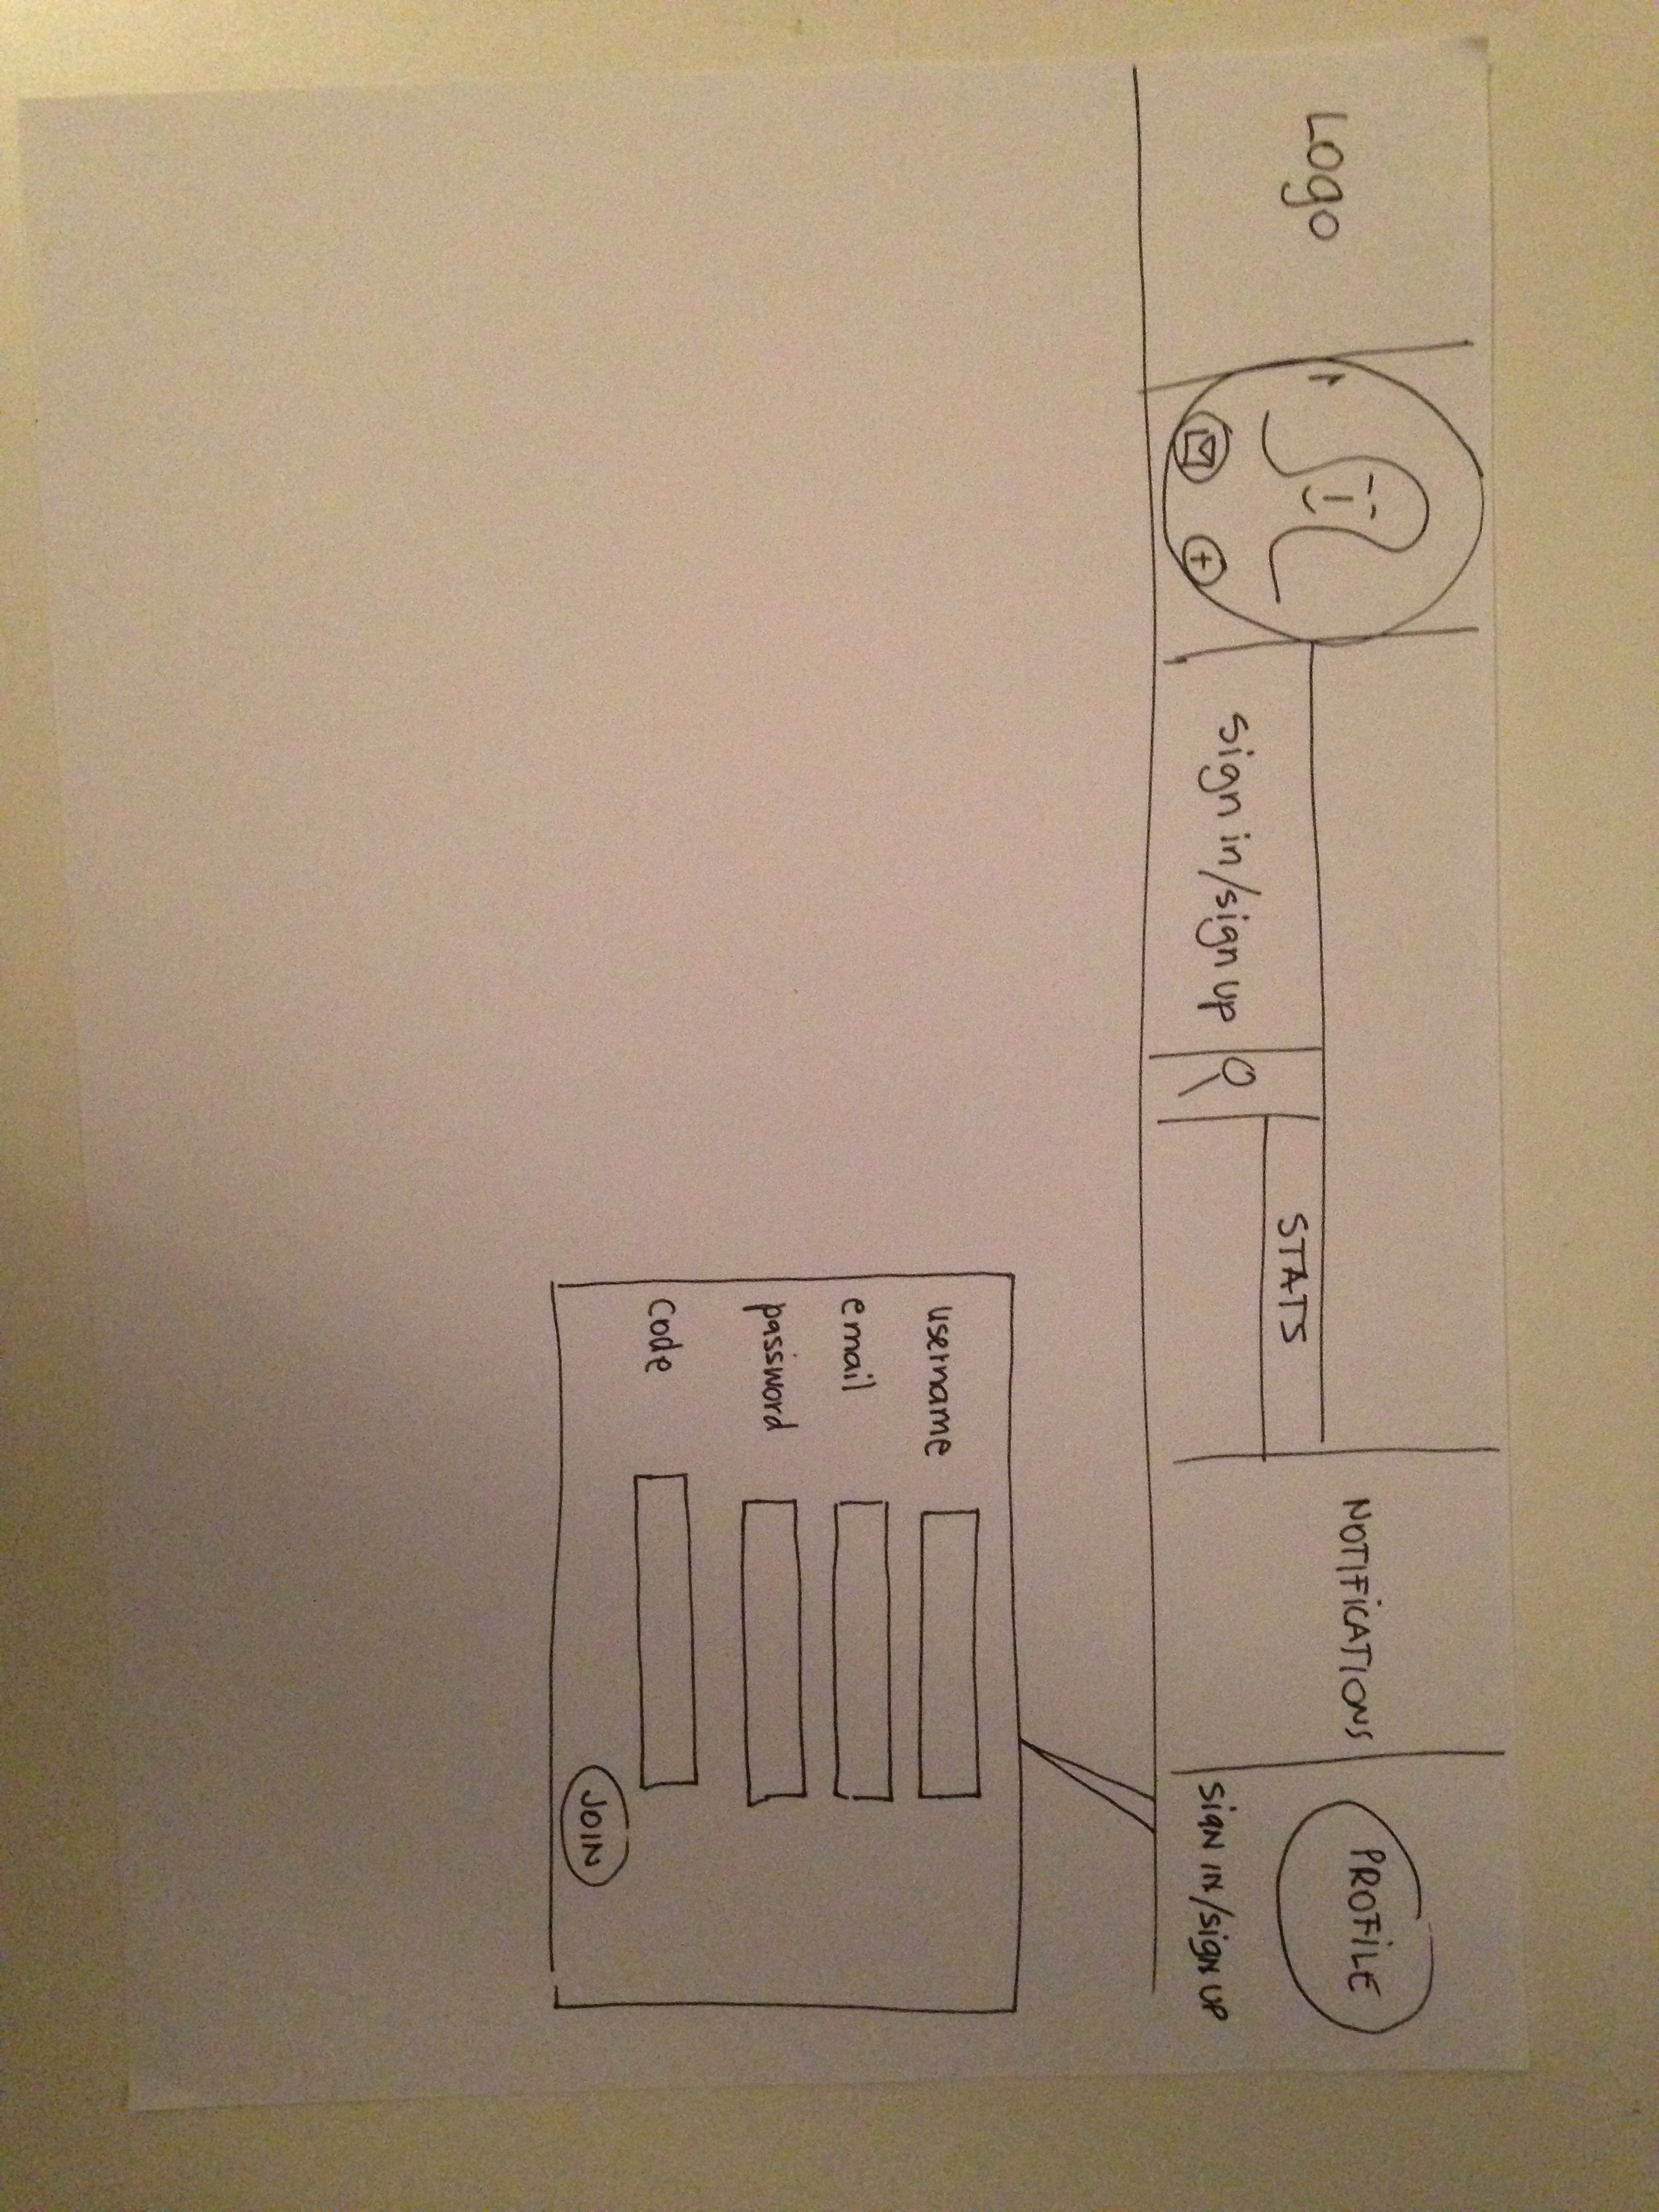 Logo
sign in/sign up
STATS
NOTIFICATIONS
PROFILE
SIGN IN/SIGN UP
username
email
password
Code
JOIN